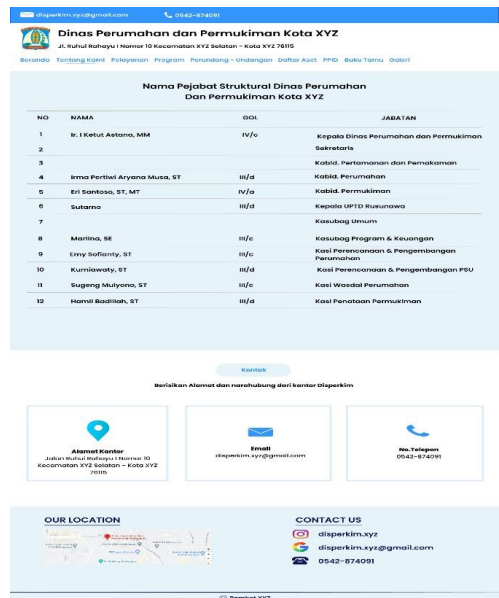 disperkim.xyz@gmail.com 0542-874091
Dinas Perumahan dan Permukiman Kota XYZ
Jl. Ruhui Rahayu I Nomor 10 Kecamatan XYZ Selatan - Kota XYZ 76115
Beranda Tentang Kami Pelayanan Program Perundang - Undangan Daftar Aset PPID Buku Tamu Galeri
Nama Pejabat Struktural Dinas Perumahan
Dan Permukiman Kota XYZ
NO NAMA GOL JABATAN
1 Ir. I Ketut Astana, MM IV/c Kepala Dinas Perumahan dan Permukiman
2 Sekretaris
3 Kabid. Pertamanan dan Pemakaman
4 Irma Pertiwi Aryana Musa, ST III/d Kabid. Perumahan
5 Eri Santoso, ST, MT IV/a Kabid. Permukiman
6 Sutarno III/d Kepala UPTD Rusunawa
7 Kasubag Umum
8 Marlina, SE III/c Kasubag Program & Keuangan
9 Emy Sofianty, ST III/c Kasi Perencanaan & Pengembangan
Perumahan
10 Kurniawaty, ST III/d Kasi Perencanaan & Pengembangan PSU
11 Sugeng Mulyono, ST III/c Kasi Wasdal Perumahan
12 Hamil Badillah, ST III/d Kasi Penataan Permukiman
Kontak
Berisikan Alamat dan narahubung dari kantor Disperkim
Alamat Kantor
Jalan Ruhui Rahayu I Nomor 10
Kecamatan XYZ Selatan - Kota XYZ
76115
Email
disperkim.xyz@gmail.com
No.Telepon
0542-874091
OUR LOCATION
CONTACT US
disperkim.xyz
disperkim.xyz@gmail.com
0542-874091
Pemkot XYZ